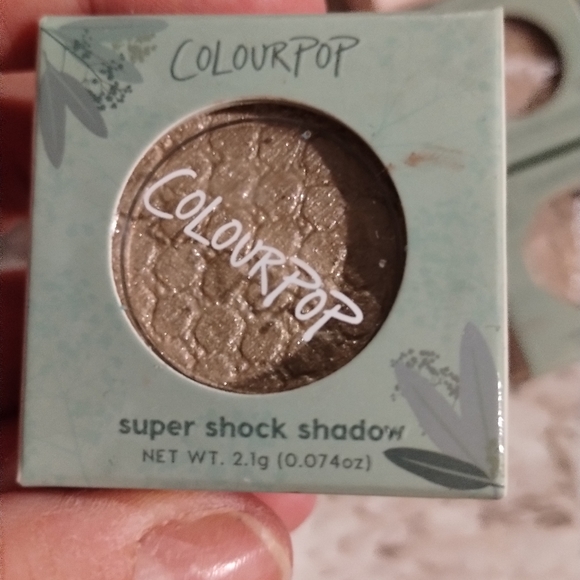 COLOURPOP
COLOURPOP
super shock shadow
NET WT. 2.1g (0.074oz)